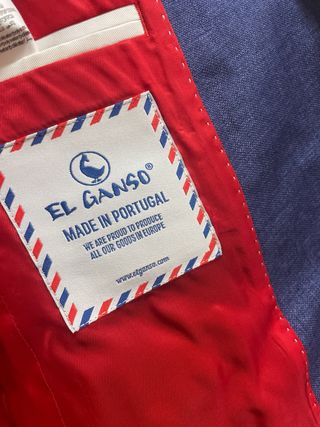 EL GANSO®
MADE IN PORTUGAL
WE ARE PROUD TO PRODUCE
ALL OUR GOODS IN EUROPE
www.elganso.com